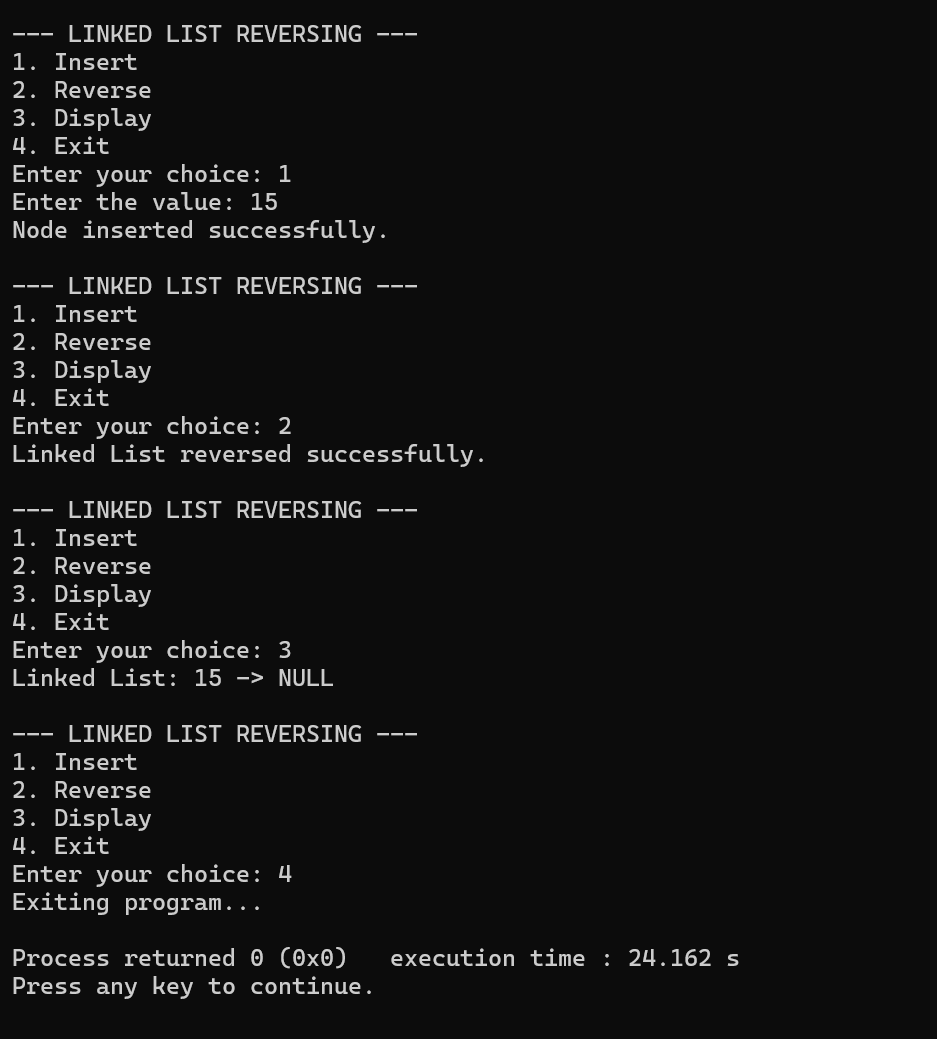 --- LINKED LIST REVERSING ---
1. Insert
2. Reverse
3. Display
4. Exit
Enter your choice: 1
Enter the value: 15
Node inserted successfully.

--- LINKED LIST REVERSING ---
1. Insert
2. Reverse
3. Display
4. Exit
Enter your choice: 2
Linked List reversed successfully.

--- LINKED LIST REVERSING ---
1. Insert
2. Reverse
3. Display
4. Exit
Enter your choice: 3
Linked List: 15 -> NULL

--- LINKED LIST REVERSING ---
1. Insert
2. Reverse
3. Display
4. Exit
Enter your choice: 4
Exiting program...

Process returned 0 (0x0)   execution time : 24.162 s
Press any key to continue.